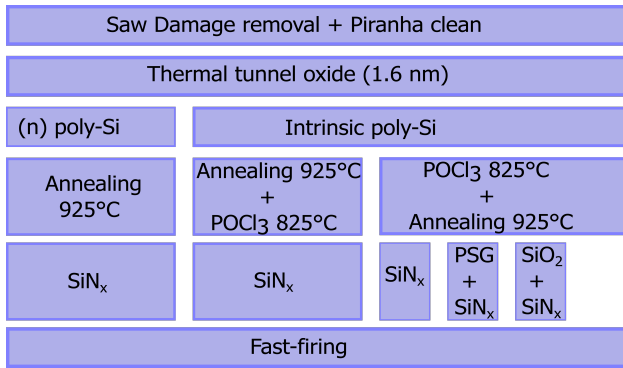 Saw Damage removal + Piranha clean
Thermal tunnel oxide (1.6 nm)
(n) poly-Si
Intrinsic poly-Si
Annealing
925°C
Annealing 925°C
+
POCl₃ 825°C
POCl₃ 825°C
+
Annealing 925°C
SiNₓ
SiNₓ
SiNₓ
PSG
+
SiNₓ
SiO₂
+
SiNₓ
Fast-firing